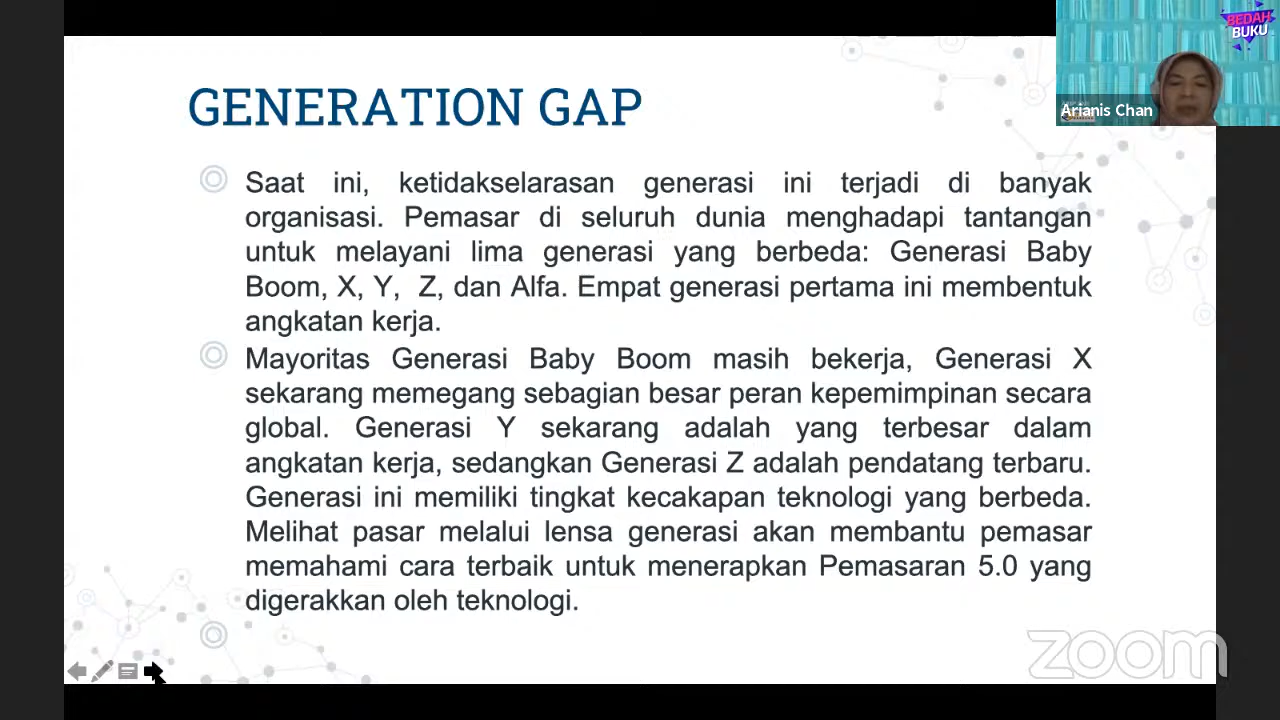 BEDAH
BUKU
Arianis Chan
GENERATION GAP
Saat ini, ketidakselarasan generasi ini terjadi di banyak
organisasi. Pemasar di seluruh dunia menghadapi tantangan
untuk melayani lima generasi yang berbeda: Generasi Baby
Boom, X, Y, Z, dan Alfa. Empat generasi pertama ini membentuk
angkatan kerja.
Mayoritas Generasi Baby Boom masih bekerja, Generasi X
sekarang memegang sebagian besar peran kepemimpinan secara
global. Generasi Y sekarang adalah yang terbesar dalam
angkatan kerja, sedangkan Generasi Z adalah pendatang terbaru.
Generasi ini memiliki tingkat kecakapan teknologi yang berbeda.
Melihat pasar melalui lensa generasi akan membantu pemasar
memahami cara terbaik untuk menerapkan Pemasaran 5.0 yang
digerakkan oleh teknologi.
zoom